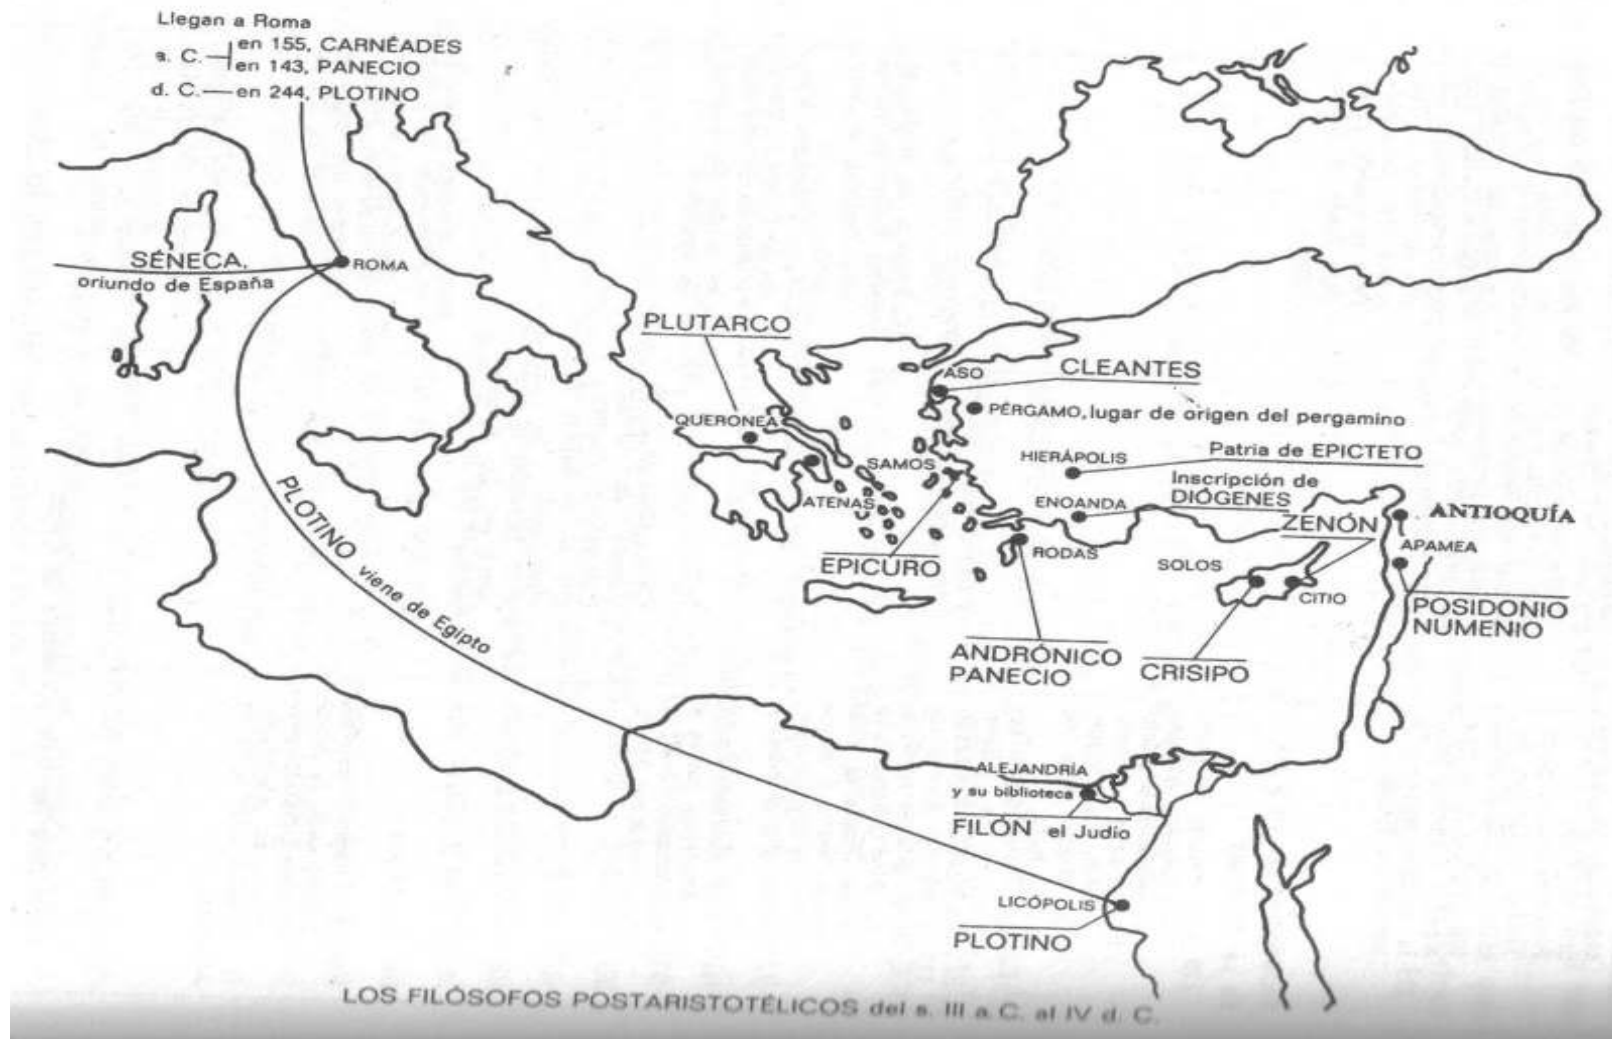 Llegan a Roma
a. C. en 155, CARNÉADES
en 143, PANECIO
d. C. en 244, PLOTINO
SÉNECA,
oriundo de España
ROMA
PLUTARCO
QUERONEA
ATENAS
SAMOS
EPICURO
ASO
CLEANTES
PÉRGAMO, lugar de origen del pergamino
HIERÁPOLIS
Patria de EPICTETO
ENOANDA
Inscripción de
DIÓGENES
ZENÓN
ANTIOQUÍA
RODAS
SOLOS
CITIO
APAMEA
POSIDONIO
NUMENIO
ANDRÓNICO
PANECIO
CRISIPO
PLOTINO viene de Egipto
ALEJANDRÍA
y su biblioteca
FILÓN el Judío
LICÓPOLIS
PLOTINO
LOS FILÓSOFOS POSTARISTOTÉLICOS del s. III a. C. al IV d. C.